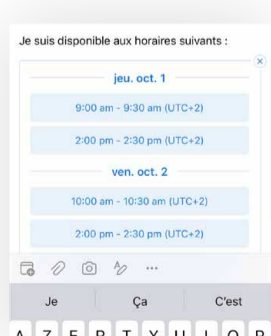 Je suis disponible aux horaires suivants :
jeu. oct. 1
9:00 am - 9:30 am (UTC+2)
2:00 pm - 2:30 pm (UTC+2)
ven. oct. 2
10:00 am - 10:30 am (UTC+2)
2:00 pm - 2:30 pm (UTC+2)
Je Ça C'est
A Z E R T Y U I O P